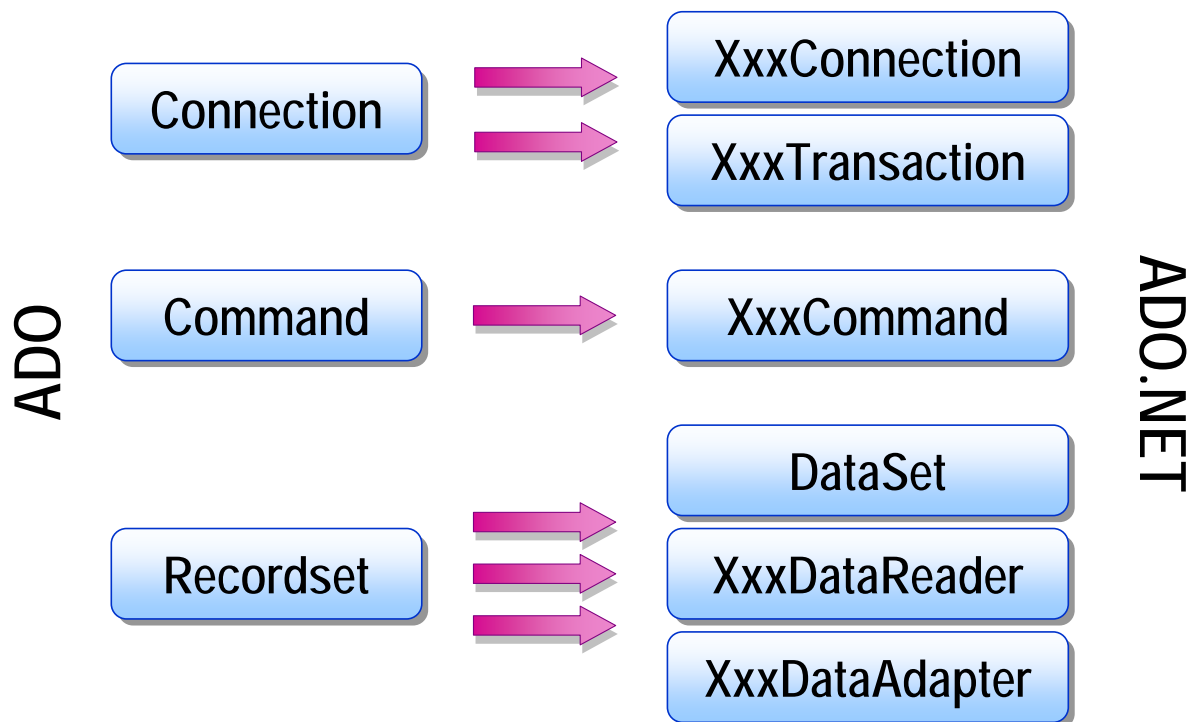 ADO
Connection
XxxConnection
XxxTransaction
Command
XxxCommand
Recordset
DataSet
XxxDataReader
XxxDataAdapter
ADO.NET